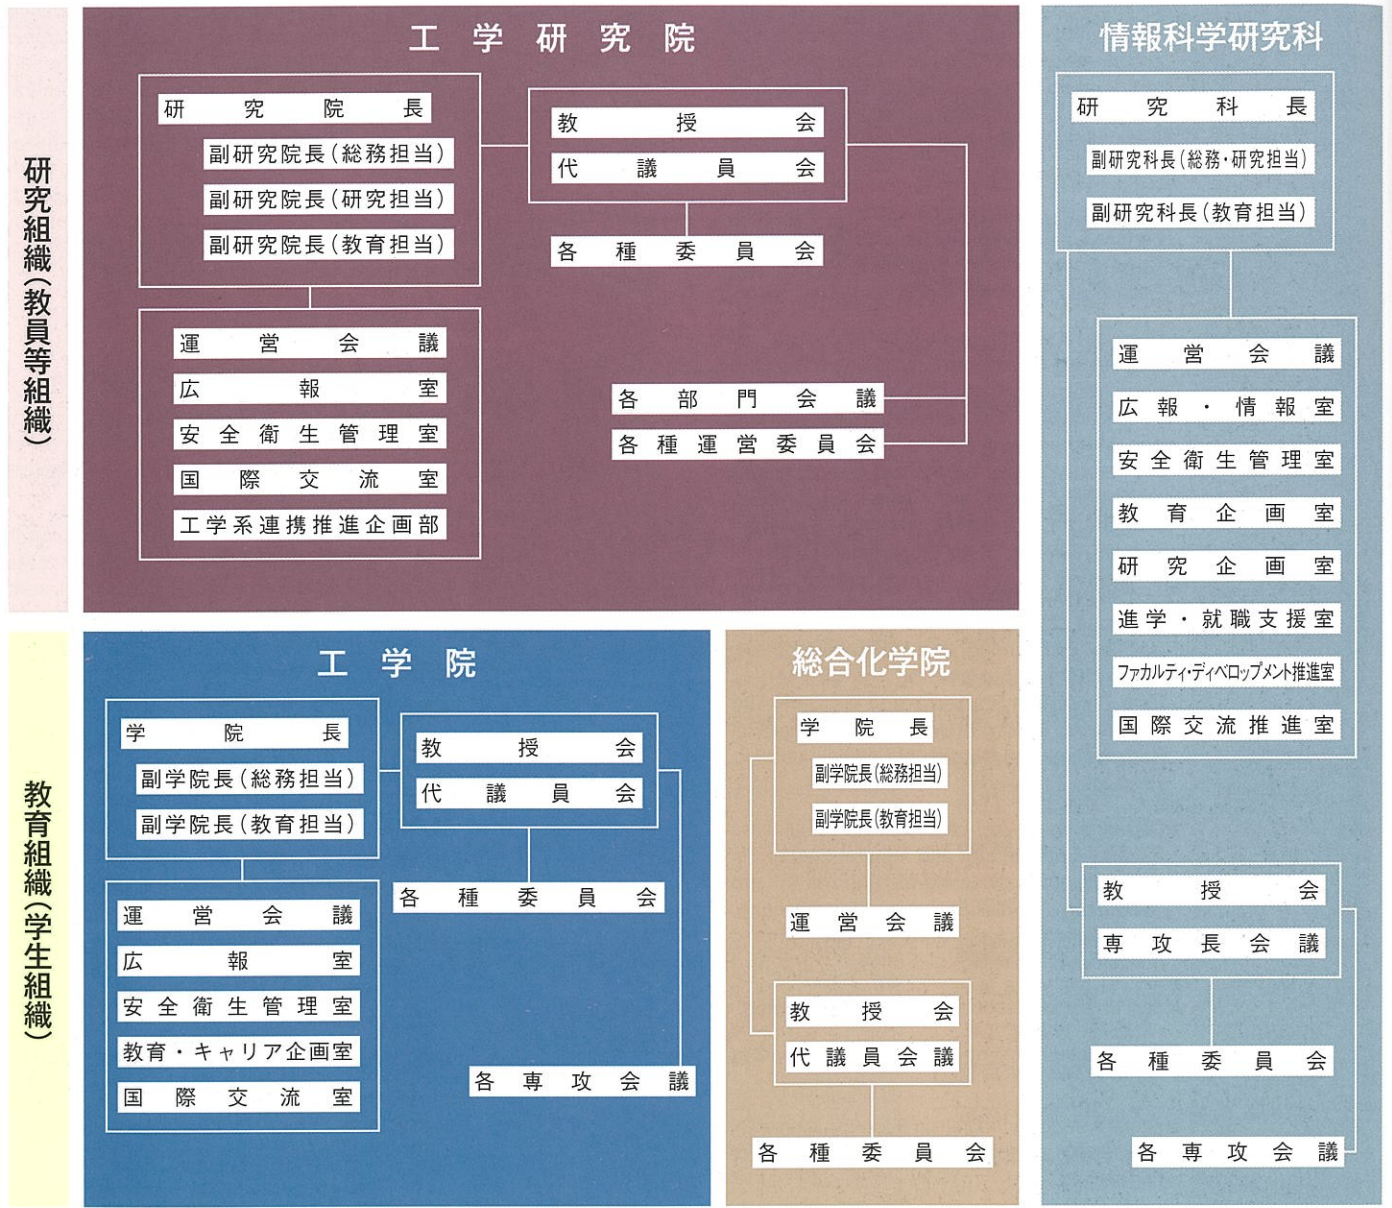 研究組織(教員等組織)
工学研究院
研究院長
副研究院長(総務担当)
副研究院長(研究担当)
副研究院長(教育担当)
教授会
代議員会
各種委員会
運営会議
広報室
安全衛生管理室
国際交流室
工学系連携推進企画部
各部門会議
各種運営委員会
情報科学研究科
研究科長
副研究科長(総務・研究担当)
副研究科長(教育担当)
運営会議
広報・情報室
安全衛生管理室
教育企画室
研究企画室
進学・就職支援室
ファカルティ・ディベロップメント推進室
国際交流推進室
教授会
専攻長会議
各種委員会
各専攻会議
教育組織(学生組織)
工学院
学院長
副学院長(総務担当)
副学院長(教育担当)
教授会
代議員会
各種委員会
運営会議
広報室
安全衛生管理室
教育・キャリア企画室
国際交流室
各専攻会議
総合化学院
学院長
副学院長(総務担当)
副学院長(教育担当)
運営会議
教授会
代議員会議
各種委員会